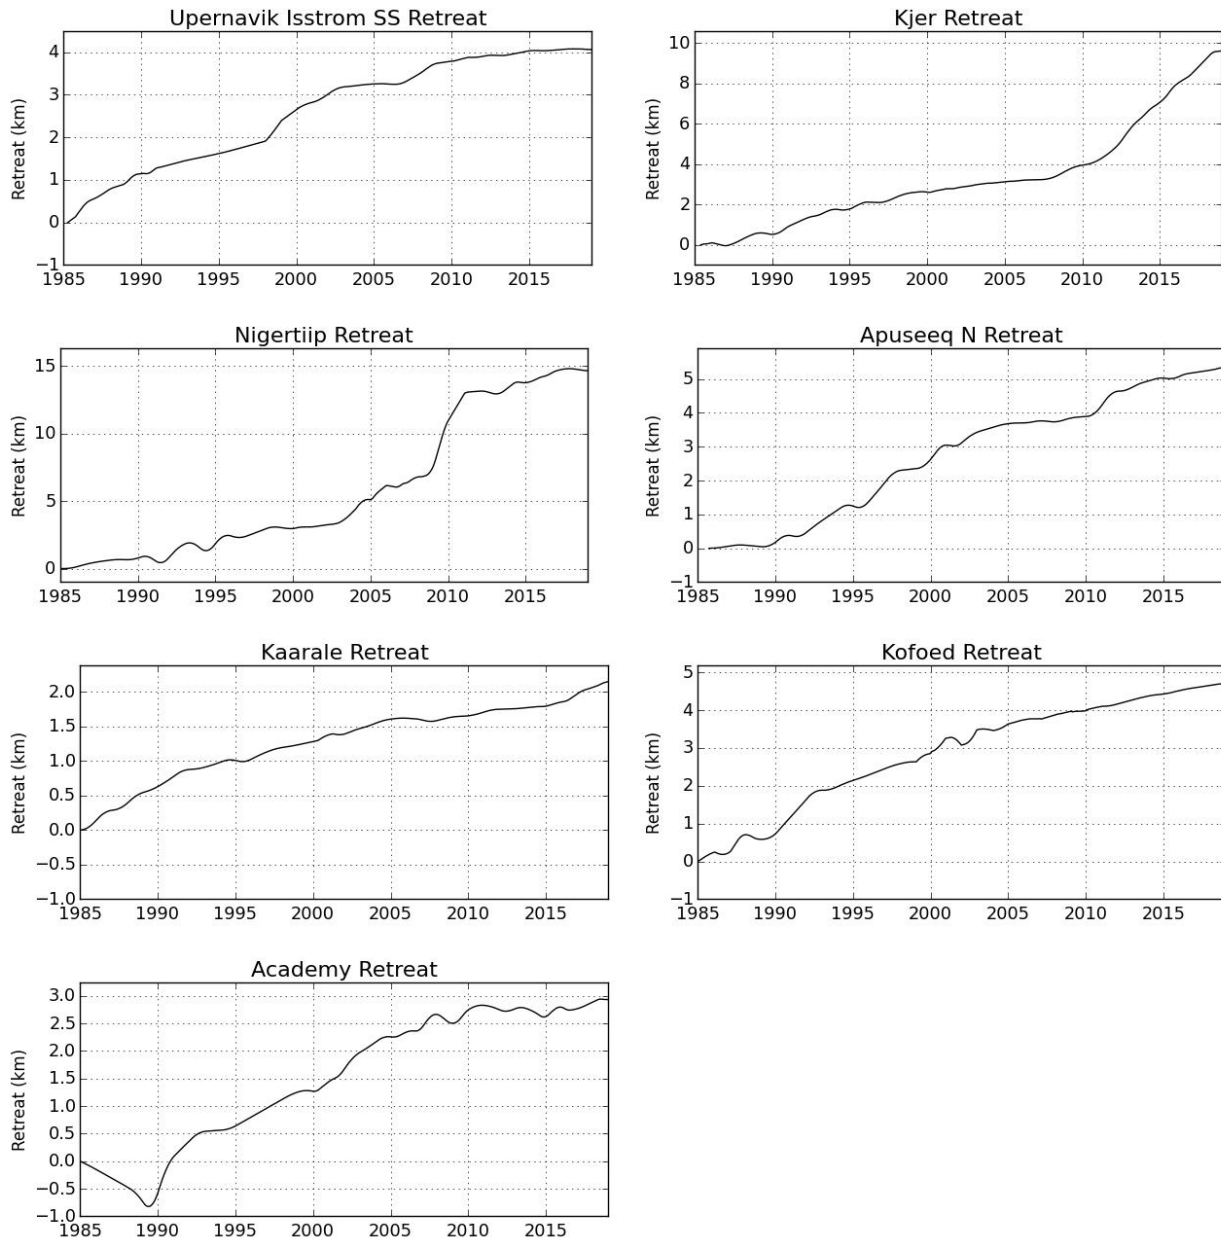 Upernavik Isstrom SS Retreat
Retreat (km)
4
3
2
1
0
−1
1985 1990 1995 2000 2005 2010 2015
Kjer Retreat
Retreat (km)
10
8
6
4
2
0
1985 1990 1995 2000 2005 2010 2015
Nigertiip Retreat
Retreat (km)
15
10
5
0
1985 1990 1995 2000 2005 2010 2015
Apuseeq N Retreat
Retreat (km)
5
4
3
2
1
0
−1
1985 1990 1995 2000 2005 2010 2015
Kaarale Retreat
Retreat (km)
2.0
1.5
1.0
0.5
0.0
−0.5
−1.0
1985 1990 1995 2000 2005 2010 2015
Kofoed Retreat
Retreat (km)
5
4
3
2
1
0
−1
1985 1990 1995 2000 2005 2010 2015
Academy Retreat
Retreat (km)
3.0
2.5
2.0
1.5
1.0
0.5
0.0
−0.5
−1.0
1985 1990 1995 2000 2005 2010 2015